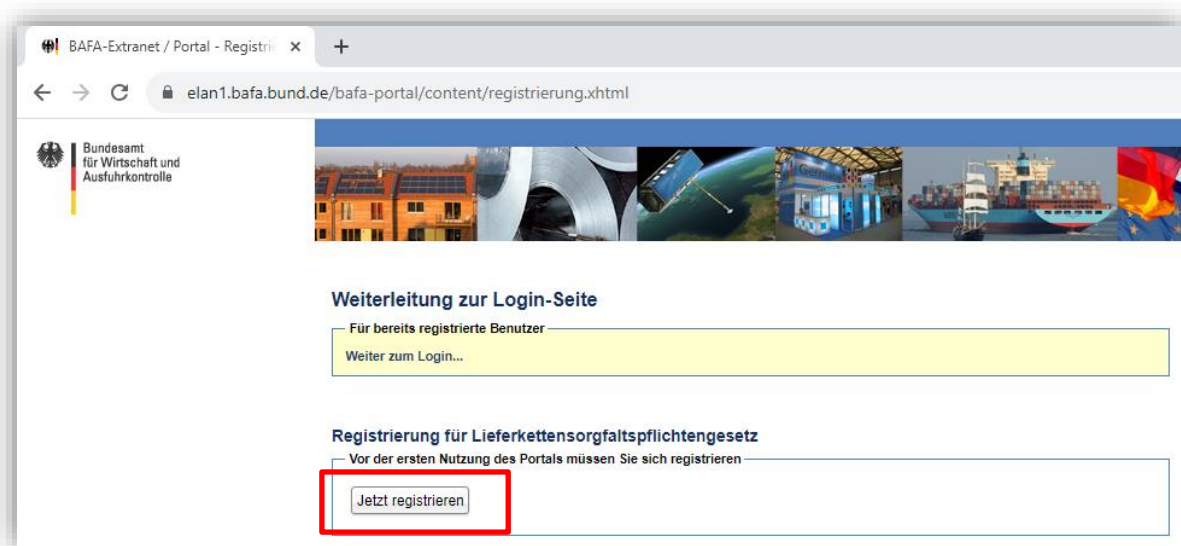 BAFA-Extranet / Portal - Registri
elan1.bafa.bund.de/bafa-portal/content/registrierung.xhtml
Bundesamt
für Wirtschaft und
Ausfuhrkontrolle
Weiterleitung zur Login-Seite
Für bereits registrierte Benutzer
Weiter zum Login...
Registrierung für Lieferkettensorgfaltspflichtengesetz
Vor der ersten Nutzung des Portals müssen Sie sich registrieren
Jetzt registrieren